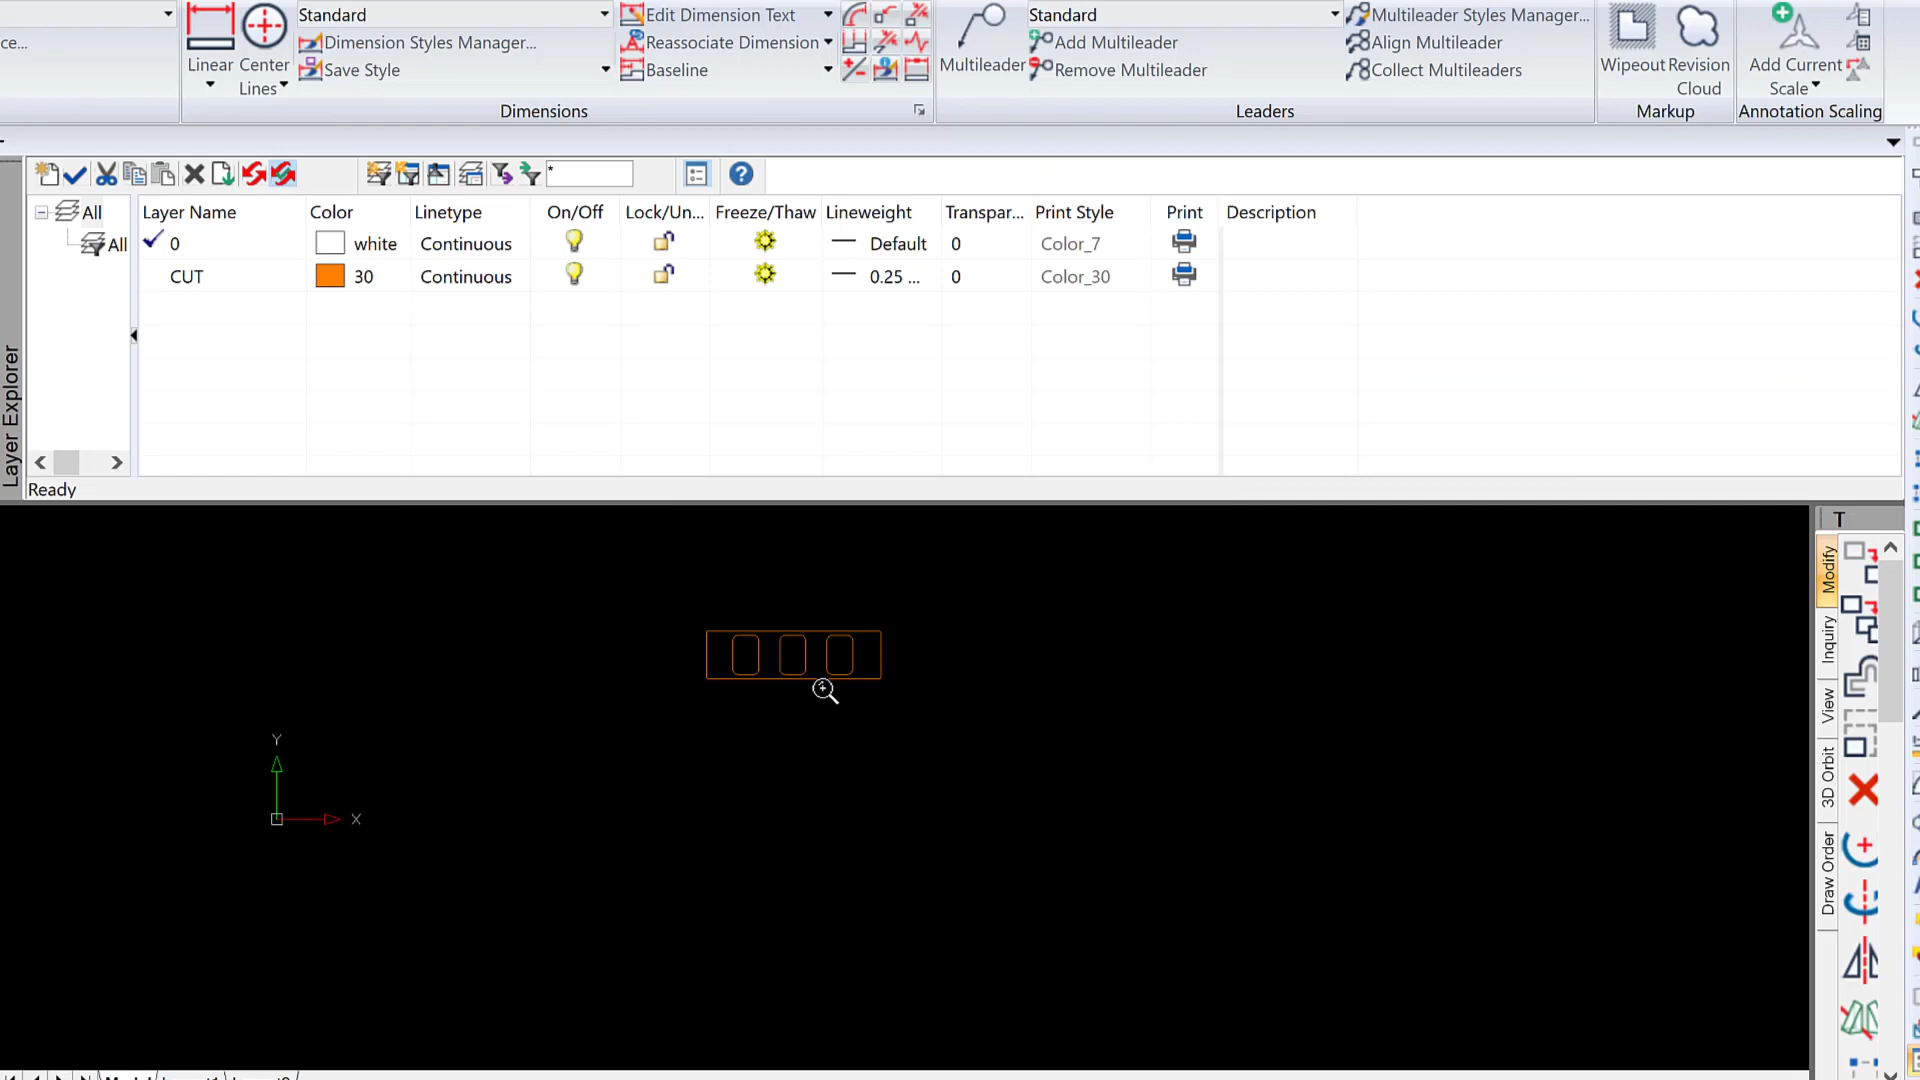 Standard
Edit Dimension Text
Standard
Multileader Styles Manager...
ce...
Dimension Styles Manager...
Reassociate Dimension
Add Multileader
Align Multileader
Linear
Center
Lines
Save Style
Baseline
Multileader
Remove Multileader
Collect Multileaders
Wipeout
Revision
Cloud
Add Current
Scale
Dimensions
Leaders
Markup
Annotation Scaling
*
All
Layer Name Color Linetype On/Off Lock/Un... Freeze/Thaw Lineweight Transpar... Print Style Print Description
All
0 white Continuous Default 0 Color_7
CUT 30 Continuous 0.25 ... 0 Color_30
Layer Explorer
Ready
T
Modify
Inquiry
View
3D Orbit
Draw Order
Y
X